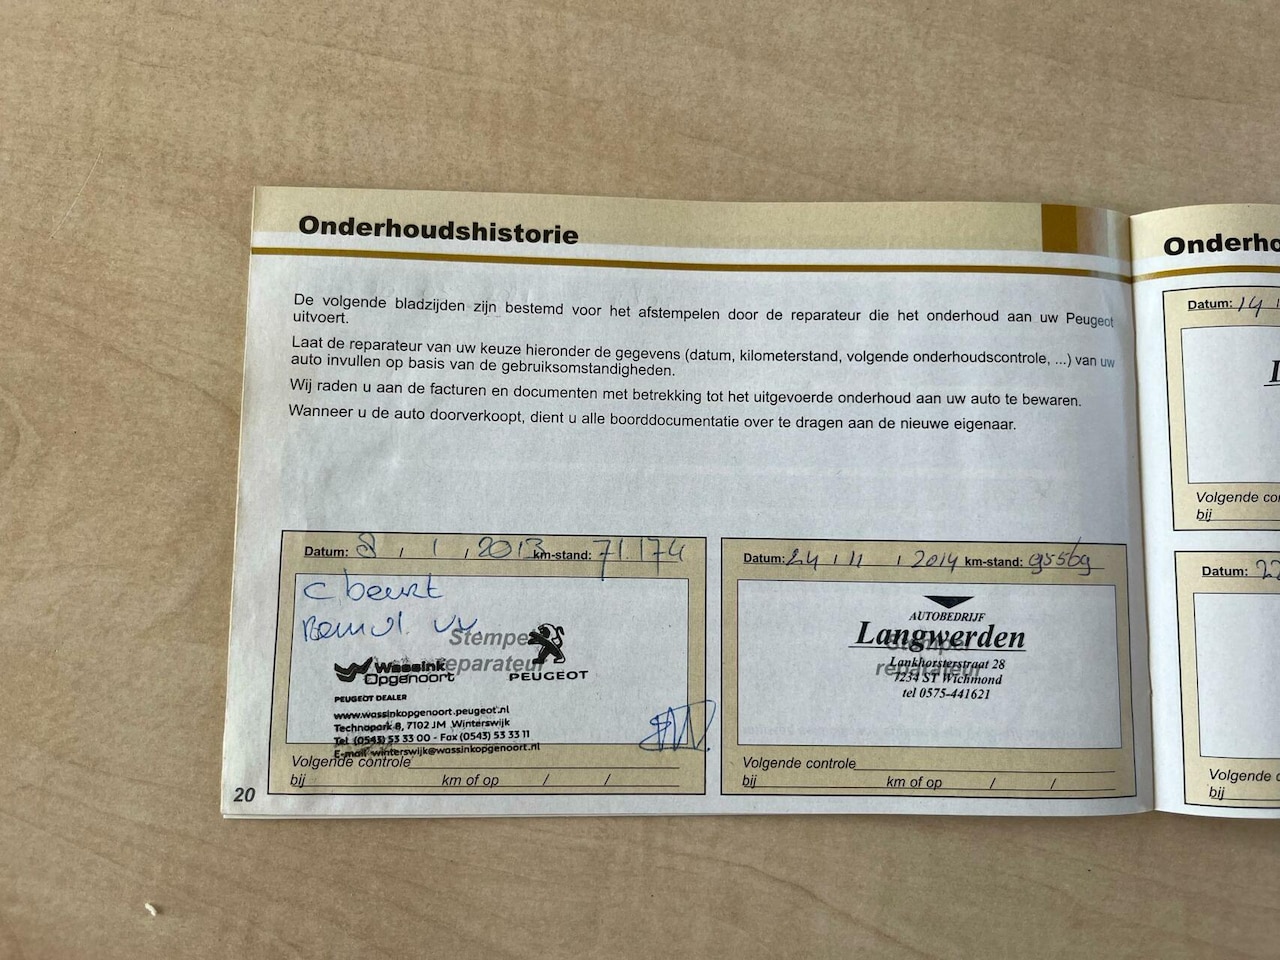 Onderhoudshistorie
De volgende bladzijden zijn bestemd voor het afstempelen door de reparateur die het onderhoud aan uw Peugeot
uitvoert.
Laat de reparateur van uw keuze hieronder de gegevens (datum, kilometerstand, volgende onderhoudscontrole, ...) van uw
auto invullen op basis van de gebruiksomstandigheden.
Wij raden u aan de facturen en documenten met betrekking tot het uitgevoerde onderhoud aan uw auto te bewaren.
Wanneer u de auto doorverkoopt, dient u alle boorddocumentatie over te dragen aan de nieuwe eigenaar.
Datum: 8 , 1 , 2013 km-stand: 71.174
C beurt
Remvl. vv
Stempel
reparateur
Wassink
Opgenoort
PEUGEOT
PEUGEOT DEALER
www.wassinkopgenoort.peugeot.nl
Technopark 8, 7102 JM Winterswijk
Tel. (0543) 53 33 00 - Fax (0543) 53 33 11
E-mail winterswijk@wassinkopgenoort.nl
Volgende controle
bij km of op / /
20
Datum: 24 , 11 , 2014 km-stand: 95569
AUTOBEDRIJF
Langwerden
Stempel
reparateur
Lankhorsterstraat 28
7234 ST Wichmond
tel 0575-441621
Volgende controle
bij km of op / /
Onderho
Datum: 14
Volgende co
bij
Datum: 22
Volgende c
bij